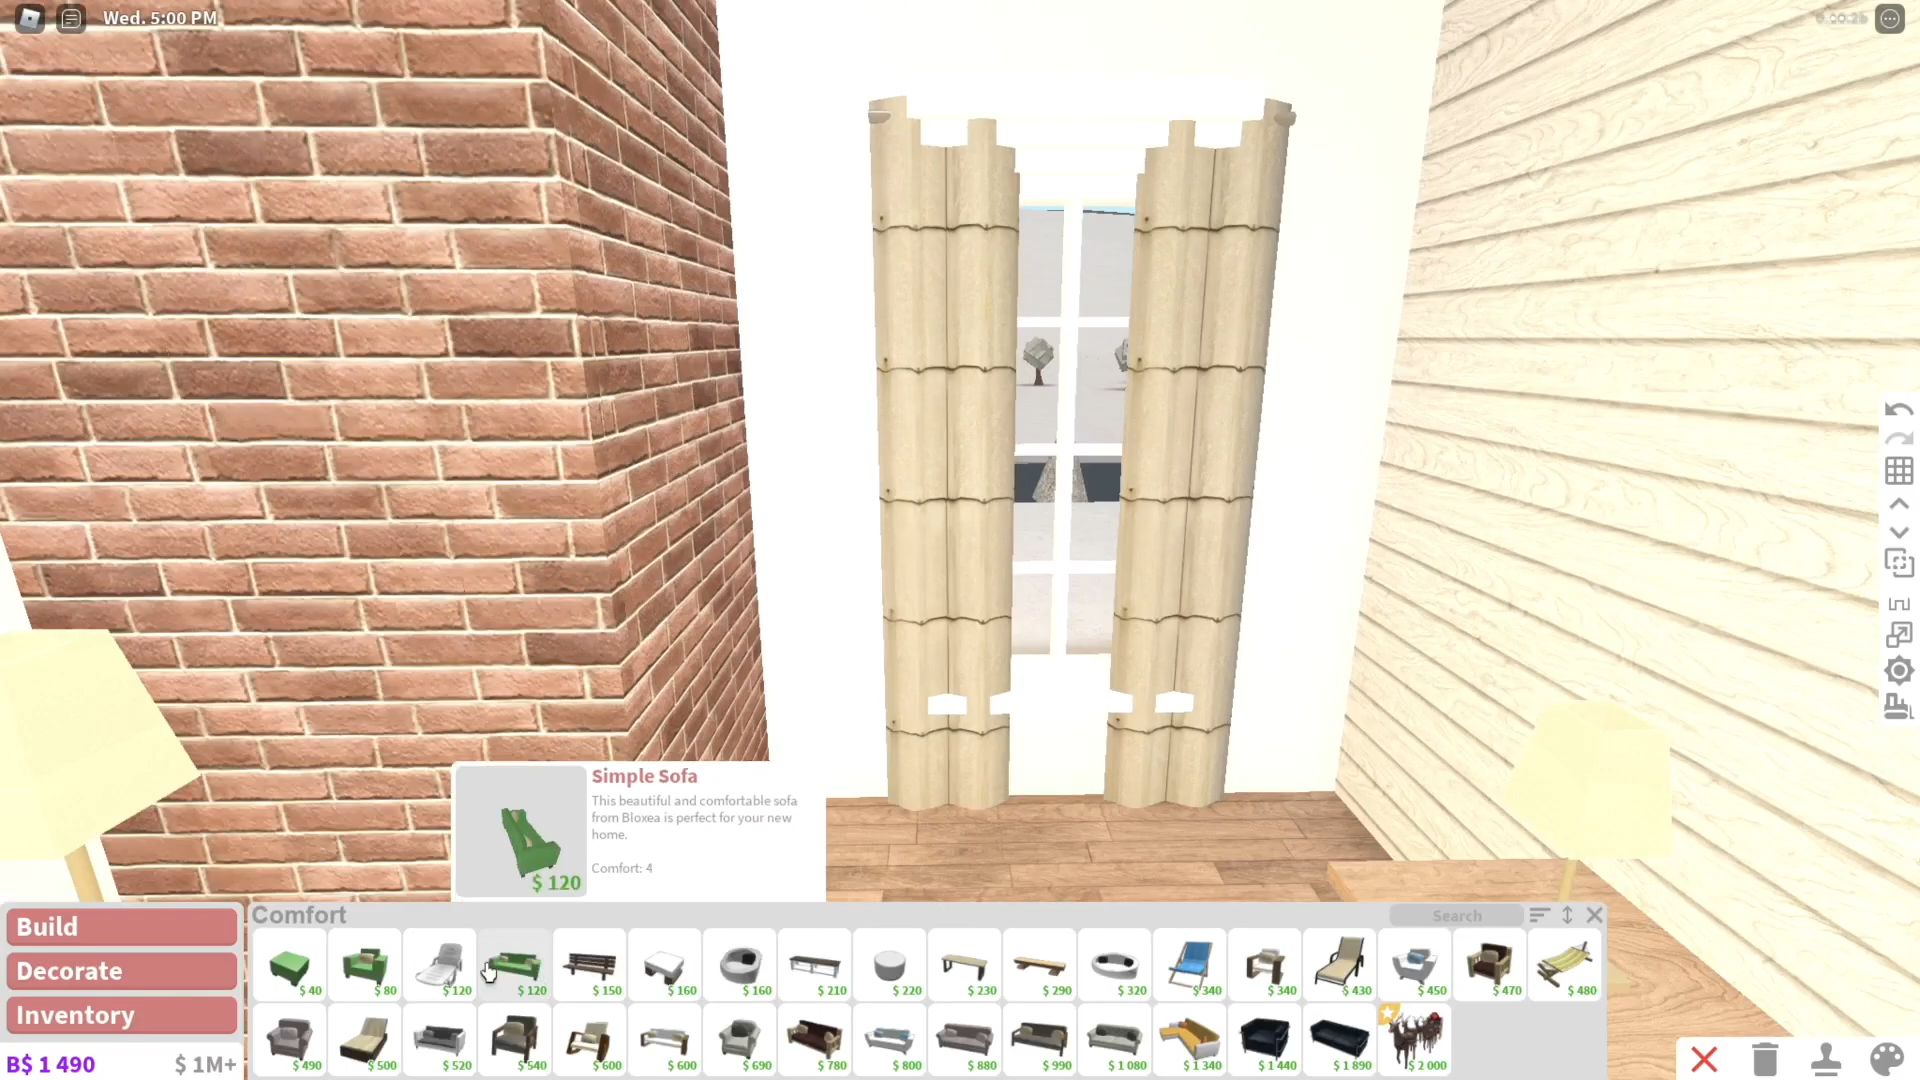 Wed. 5:00 PM
Simple Sofa
This beautiful and comfortable sofa
from Bloxea is perfect for your new
home.
Comfort: 4
$ 120
Build
Decorate
Inventory
B$ 1 490
$ 1M+
Comfort
Search
$ 40
$ 80
$ 120
$ 120
$ 150
$ 160
$ 160
$ 210
$ 220
$ 230
$ 290
$ 320
$ 340
$ 340
$ 430
$ 450
$ 470
$ 480
$ 490
$ 500
$ 520
$ 540
$ 600
$ 600
$ 690
$ 780
$ 800
$ 880
$ 990
$ 1 080
$ 1 340
$ 1 440
$ 1 890
$ 2 000